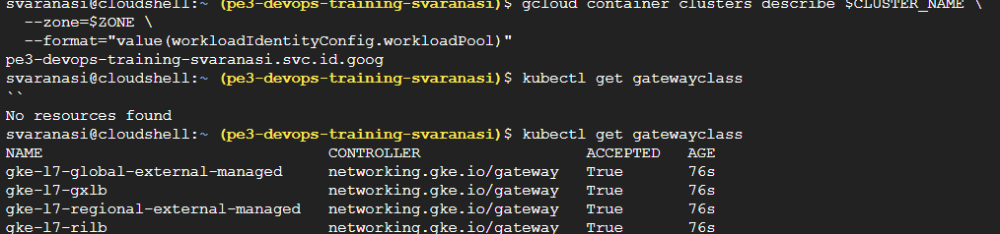 svaranasi@cloudshell:~ (pe3-devops-training-svaranasi)$ gcloud container clusters describe $CLUSTER_NAME \
  --zone=$ZONE \
  --format="value(workloadIdentityConfig.workloadPool)"
pe3-devops-training-svaranasi.svc.id.goog
svaranasi@cloudshell:~ (pe3-devops-training-svaranasi)$ kubectl get gatewayclass
``
No resources found
svaranasi@cloudshell:~ (pe3-devops-training-svaranasi)$ kubectl get gatewayclass
NAME                               CONTROLLER                  ACCEPTED   AGE
gke-l7-global-external-managed     networking.gke.io/gateway   True       76s
gke-l7-gxlb                        networking.gke.io/gateway   True       76s
gke-l7-regional-external-managed   networking.gke.io/gateway   True       76s
gke-l7-rilb                        networking.gke.io/gateway   True       76s